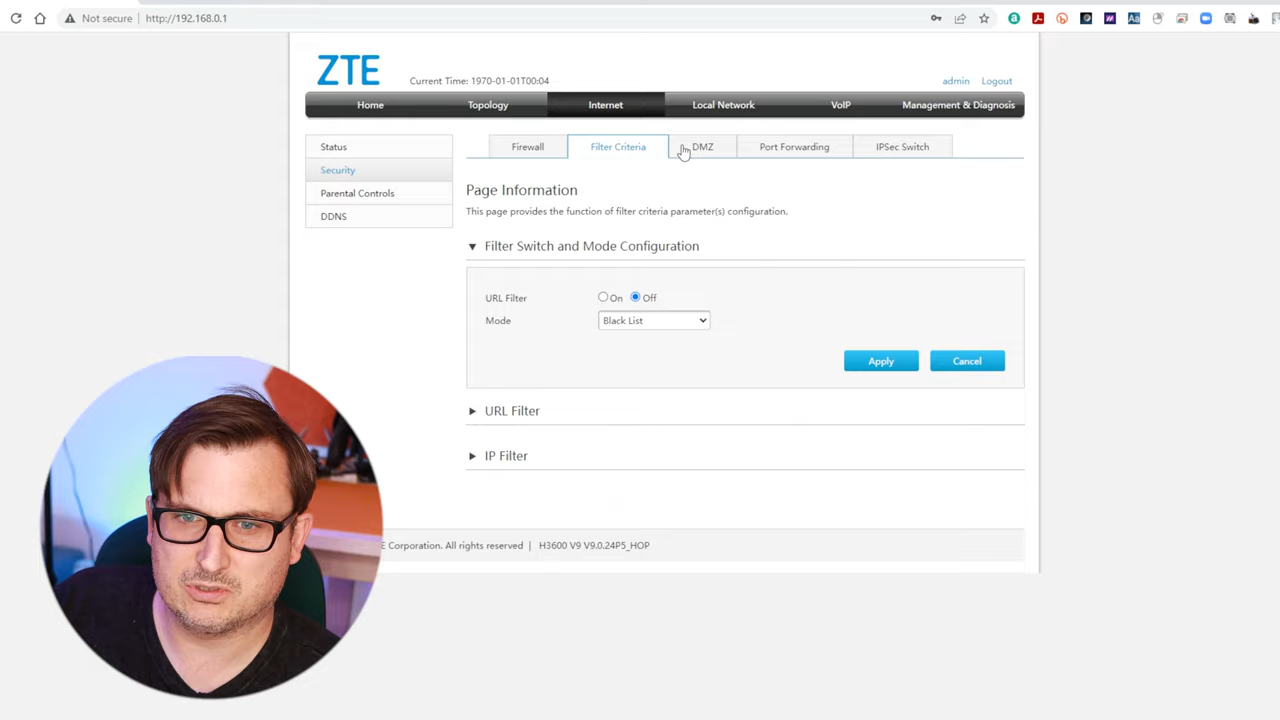 Not secure
http://192.168.0.1
ZTE
Current Time: 1970-01-01T00:04
admin
Logout
Home
Topology
Internet
Local Network
VoIP
Management & Diagnosis
Status
Security
Parental Controls
DDNS
Firewall
Filter Criteria
DMZ
Port Forwarding
IPSec Switch
Page Information
This page provides the function of filter criteria parameter(s) configuration.
Filter Switch and Mode Configuration
URL Filter
On
Off
Mode
Black List
Apply
Cancel
URL Filter
IP Filter
E Corporation. All rights reserved | H3600 V9 V9.0.24P5_HOP